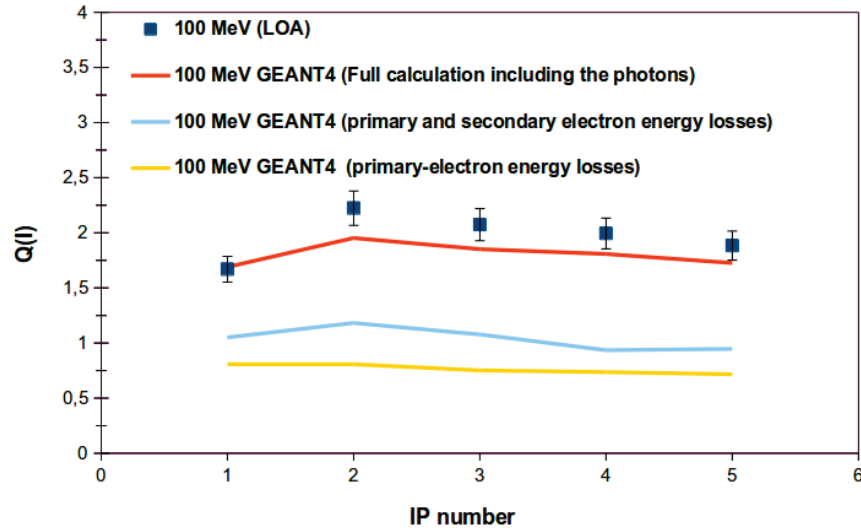 4
100 MeV (LOA)
3,5
100 MeV GEANT4 (Full calculation including the photons)
3
100 MeV GEANT4 (primary and secondary electron energy losses)
100 MeV GEANT4 (primary-electron energy losses)
2,5
Q(I)
2
1,5
1
0,5
0
0 1 2 3 4 5 6
IP number